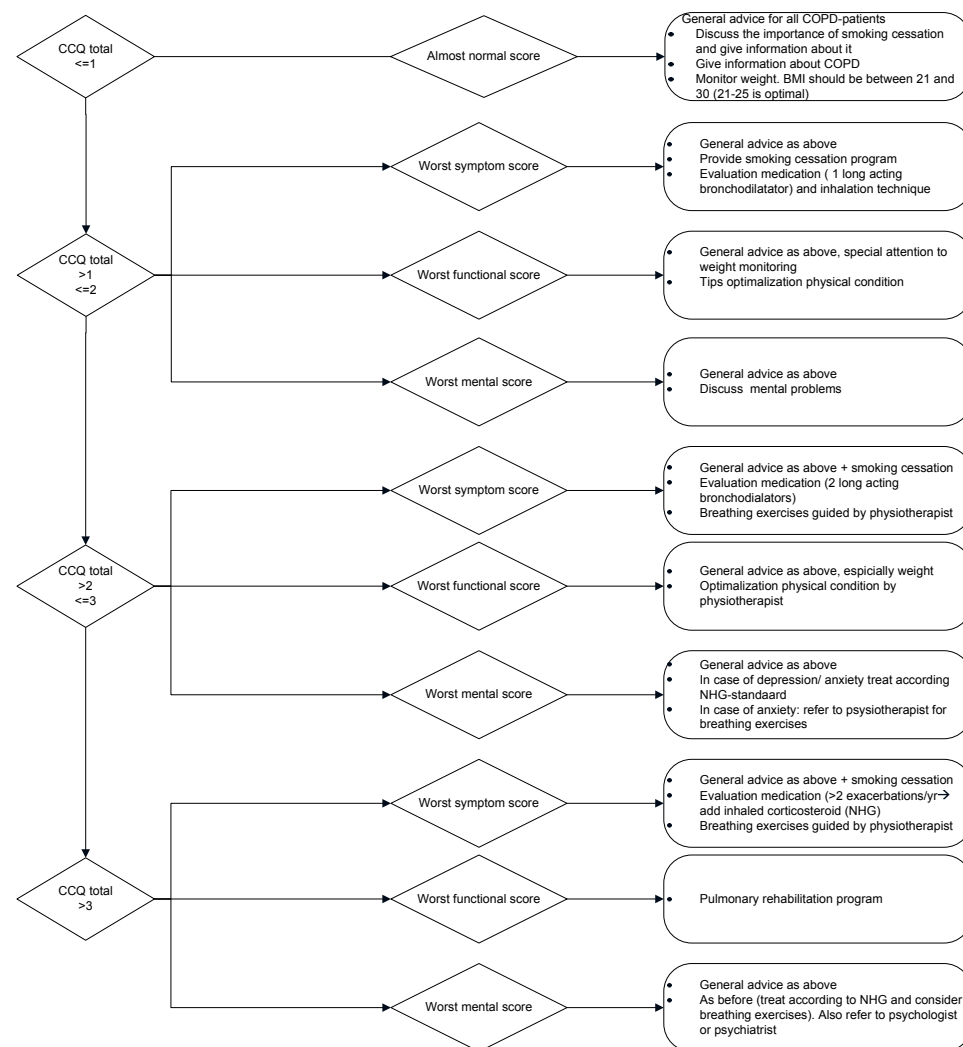 CCQ total
<=1
Almost normal score
General advice for all COPD-patients
• Discuss the importance of smoking cessation
and give information about it
• Give information about COPD
• Monitor weight. BMI should be between 21 and
30 (21-25 is optimal)
Worst symptom score
• General advice as above
• Provide smoking cessation program
• Evaluation medication ( 1 long acting
bronchodilatator) and inhalation technique
CCQ total
>1
<=2
Worst functional score
• General advice as above, special attention to
weight monitoring
• Tips optimalization physical condition
Worst mental score
• General advice as above
• Discuss mental problems
Worst symptom score
• General advice as above + smoking cessation
• Evaluation medication (2 long acting
bronchodialators)
• Breathing exercises guided by physiotherapist
CCQ total
>2
<=3
Worst functional score
• General advice as above, espicially weight
• Optimalization physical condition by
physiotherapist
Worst mental score
• General advice as above
• In case of depression/ anxiety treat according
NHG-standaard
• In case of anxiety: refer to psysiotherapist for
breathing exercises
Worst symptom score
• General advice as above + smoking cessation
• Evaluation medication (>2 exacerbations/yr→
add inhaled corticosteroid (NHG)
• Breathing exercises guided by physiotherapist
CCQ total
>3
Worst functional score
• Pulmonary rehabilitation program
Worst mental score
• General advice as above
• As before (treat according to NHG and consider
breathing exercises). Also refer to psychologist
or psychiatrist